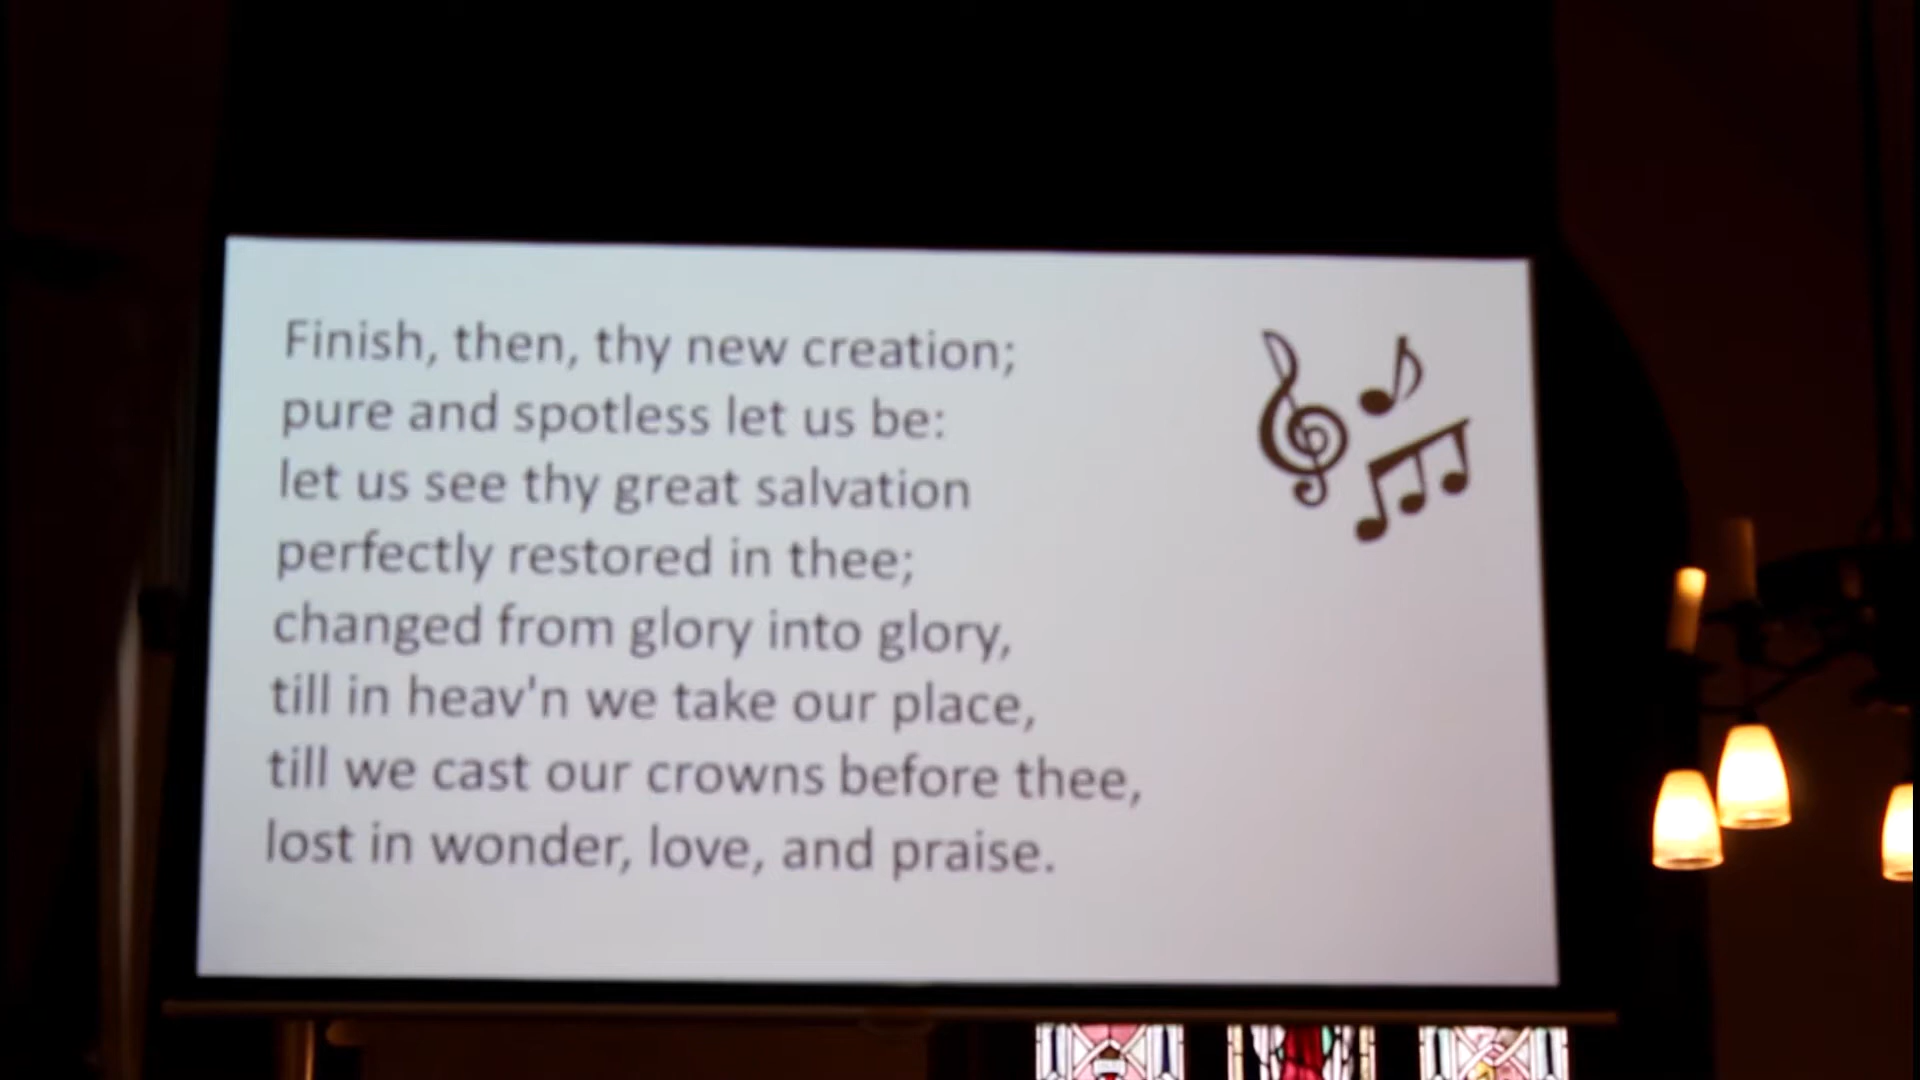 Finish, then, thy new creation;
pure and spotless let us be:
let us see thy great salvation
perfectly restored in thee;
changed from glory into glory,
till in heav'n we take our place,
till we cast our crowns before thee,
lost in wonder, love, and praise.